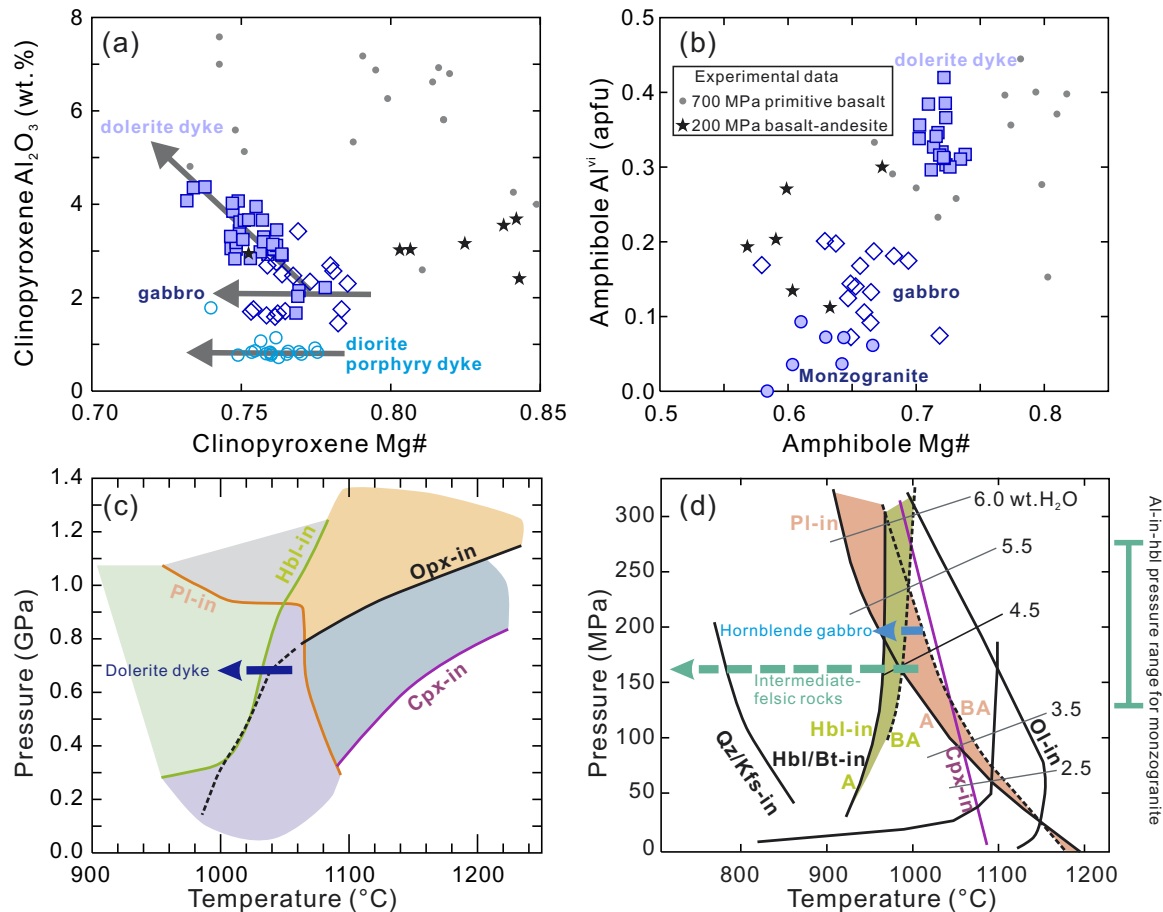 (a)
Clinopyroxene Al₂O₃ (wt.%)
8
6
4
2
0
0.70
0.75
0.80
0.85
Clinopyroxene Mg#
dolerite dyke
gabbro
diorite
porphyry dyke
(b)
Amphibole Alᵛⁱ (apfu)
0.5
0.4
0.3
0.2
0.1
0.0
0.5
0.6
0.7
0.8
Amphibole Mg#
dolerite dyke
Experimental data
700 MPa primitive basalt
200 MPa basalt-andesite
gabbro
Monzogranite
(c)
Pressure (GPa)
1.4
1.2
1.0
0.8
0.6
0.4
0.2
0.0
900
1000
1100
1200
Temperature (°C)
Hbl-in
Opx-in
Pl-in
Cpx-in
Dolerite dyke
(d)
Pressure (MPa)
300
250
200
150
100
50
0
800
900
1000
1100
1200
Temperature (°C)
6.0 wt.H₂O
Pl-in
5.5
4.5
Hornblende gabbro
Intermediate-
felsic rocks
Hbl-in
BA
A
BA
3.5
Hbl/Bt-in
A
Qz/Kfs-in
Cpx-in
Ol-in
2.5
Al-in-hbl pressure range for monzogranite